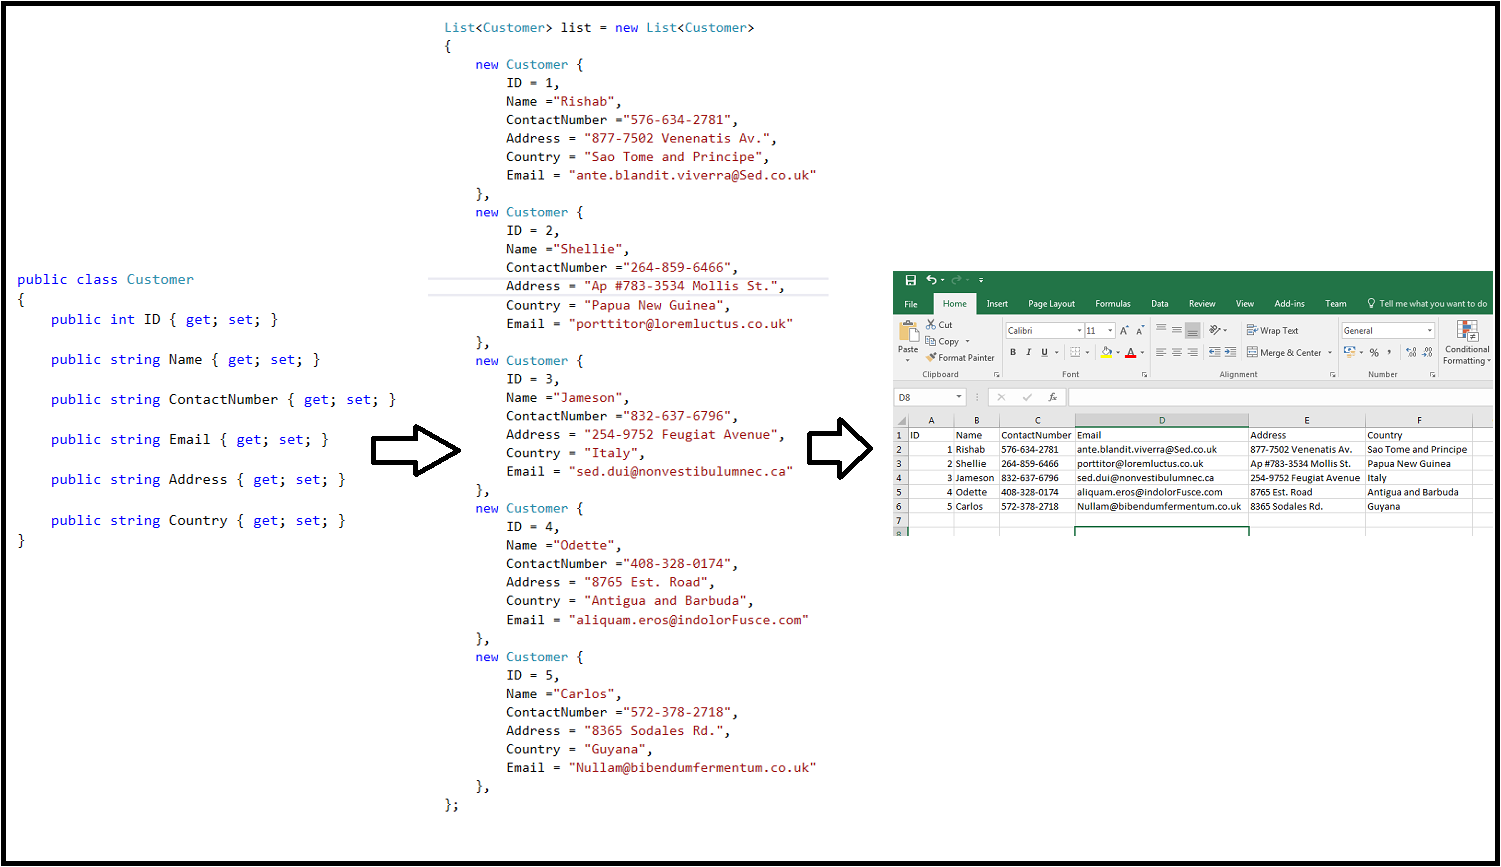 public class Customer
{
public int ID { get; set; }
public string Name { get; set; }
public string ContactNumber { get; set; }
public string Email { get; set; }
public string Address { get; set; }
public string Country { get; set; }
}
List<Customer> list = new List<Customer>
{
new Customer {
ID = 1,
Name ="Rishab",
ContactNumber ="576-634-2781",
Address = "877-7502 Venenatis Av.",
Country = "Sao Tome and Principe",
Email = "ante.blandit.viverra@Sed.co.uk"
},
new Customer {
ID = 2,
Name ="Shellie",
ContactNumber ="264-859-6466",
Address = "Ap #783-3534 Mollis St.",
Country = "Papua New Guinea",
Email = "porttitor@loremluctus.co.uk"
},
new Customer {
ID = 3,
Name ="Jameson",
ContactNumber ="832-637-6796",
Address = "254-9752 Feugiat Avenue",
Country = "Italy",
Email = "sed.dui@nonvestibulumnec.ca"
},
new Customer {
ID = 4,
Name ="Odette",
ContactNumber ="408-328-0174",
Address = "8765 Est. Road",
Country = "Antigua and Barbuda",
Email = "aliquam.eros@indolorFusce.com"
},
new Customer {
ID = 5,
Name ="Carlos",
ContactNumber ="572-378-2718",
Address = "8365 Sodales Rd.",
Country = "Guyana",
Email = "Nullam@bibendumfermentum.co.uk"
},
};
File Home Insert Page Layout Formulas Data Review View Add-ins Team Tell me what you want to do
Paste
Cut
Copy
Format Painter
Clipboard
Calibri 11
B I U
Font
Wrap Text
Merge & Center
Alignment
General
%
Number
Conditional
Formatting
D8 fx
A B C D E F
1 ID Name ContactNumber Email Address Country
2 1 Rishab 576-634-2781 ante.blandit.viverra@Sed.co.uk 877-7502 Venenatis Av. Sao Tome and Principe
3 2 Shellie 264-859-6466 porttitor@loremluctus.co.uk Ap #783-3534 Mollis St. Papua New Guinea
4 3 Jameson 832-637-6796 sed.dui@nonvestibulumnec.ca 254-9752 Feugiat Avenue Italy
5 4 Odette 408-328-0174 aliquam.eros@indolorFusce.com 8765 Est. Road Antigua and Barbuda
6 5 Carlos 572-378-2718 Nullam@bibendumfermentum.co.uk 8365 Sodales Rd. Guyana
7
8